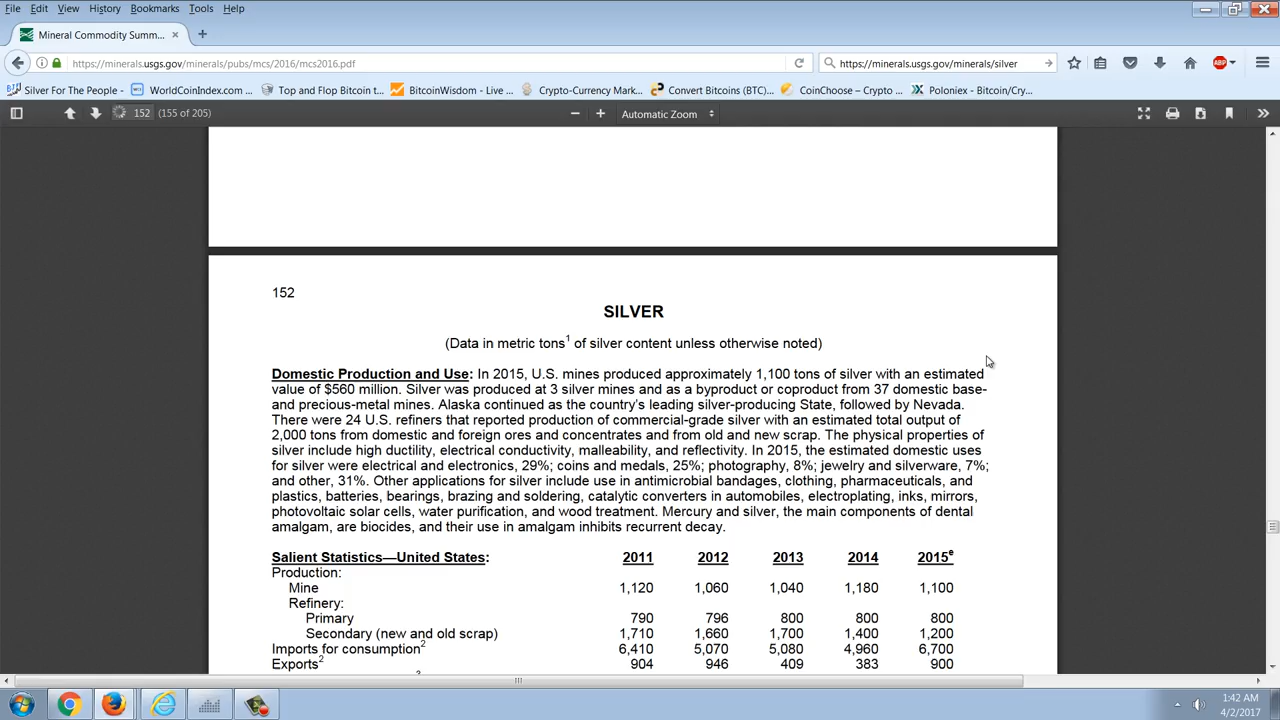 File Edit View History Bookmarks Tools Help
Mineral Commodity Summ...
https://minerals.usgs.gov/minerals/pubs/mcs/2016/mcs2016.pdf
https://minerals.usgs.gov/minerals/silver
ABP
Silver For The People - ...
WorldCoinIndex.com ...
Top and Flop Bitcoin t...
BitcoinWisdom - Live ...
Crypto-Currency Mark...
Convert Bitcoins (BTC)...
CoinChoose – Crypto ...
Poloniex - Bitcoin/Cry...
152 (155 of 205)
Automatic Zoom
152
SILVER
(Data in metric tons1 of silver content unless otherwise noted)
Domestic Production and Use: In 2015, U.S. mines produced approximately 1,100 tons of silver with an estimated
value of $560 million. Silver was produced at 3 silver mines and as a byproduct or coproduct from 37 domestic base-
and precious-metal mines. Alaska continued as the country's leading silver-producing State, followed by Nevada.
There were 24 U.S. refiners that reported production of commercial-grade silver with an estimated total output of
2,000 tons from domestic and foreign ores and concentrates and from old and new scrap. The physical properties of
silver include high ductility, electrical conductivity, malleability, and reflectivity. In 2015, the estimated domestic uses
for silver were electrical and electronics, 29%; coins and medals, 25%; photography, 8%; jewelry and silverware, 7%;
and other, 31%. Other applications for silver include use in antimicrobial bandages, clothing, pharmaceuticals, and
plastics, batteries, bearings, brazing and soldering, catalytic converters in automobiles, electroplating, inks, mirrors,
photovoltaic solar cells, water purification, and wood treatment. Mercury and silver, the main components of dental
amalgam, are biocides, and their use in amalgam inhibits recurrent decay.
Salient Statistics—United States: 2011 2012 2013 2014 2015e
Production:
Mine 1,120 1,060 1,040 1,180 1,100
Refinery:
Primary 790 796 800 800 800
Secondary (new and old scrap) 1,710 1,660 1,700 1,400 1,200
Imports for consumption2 6,410 5,070 5,080 4,960 6,700
Exports2 904 946 409 383 900
1:42 AM
4/2/2017